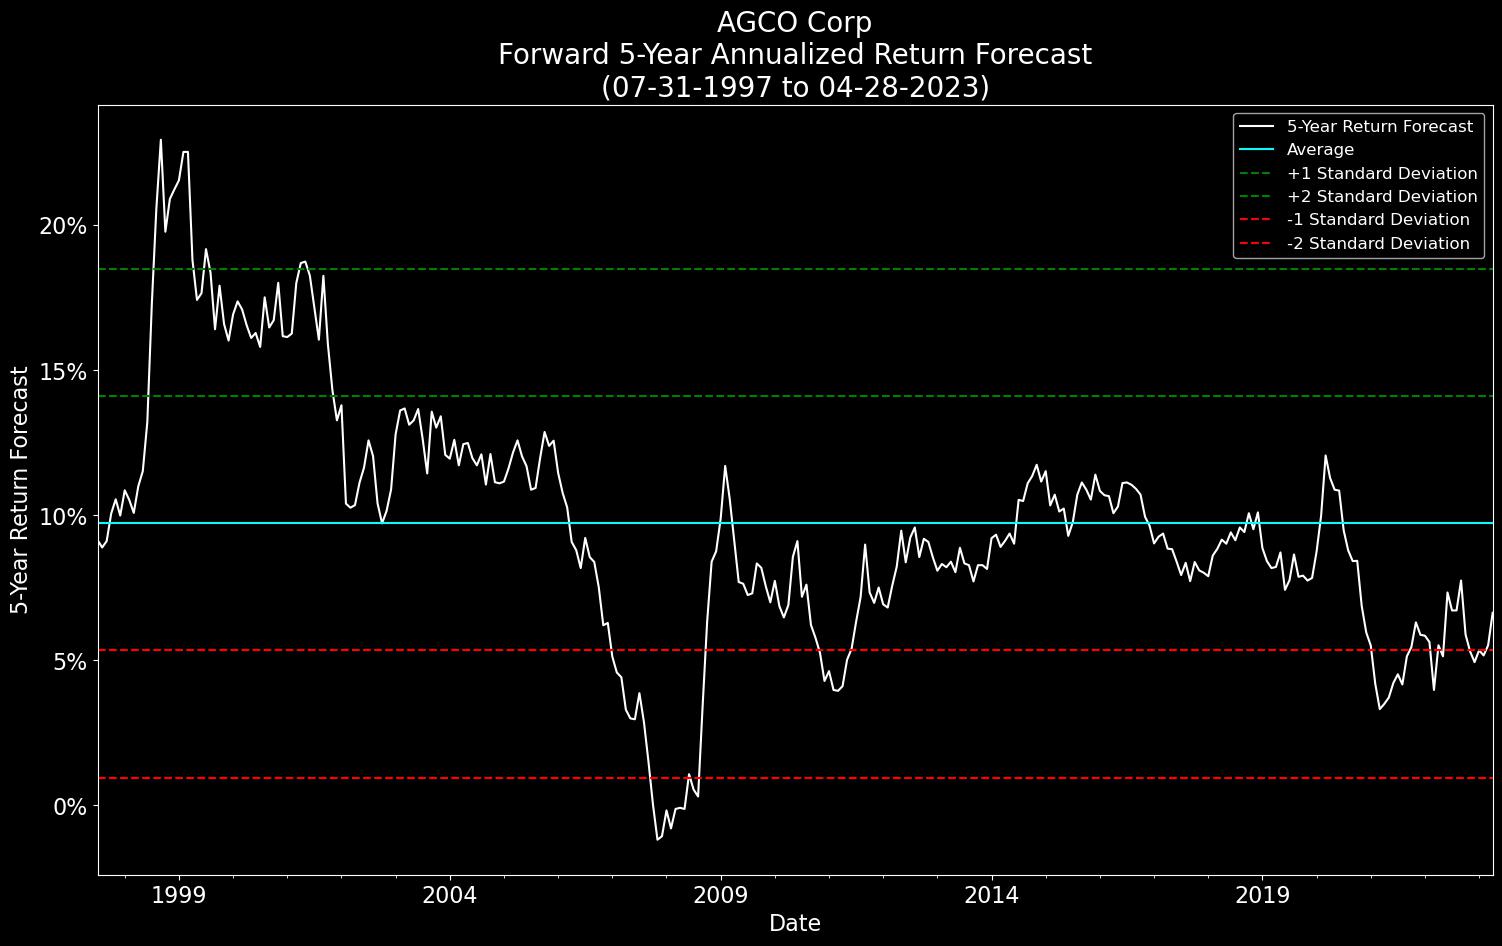 AGCO Corp
Forward 5-Year Annualized Return Forecast
(07-31-1997 to 04-28-2023)
5-Year Return Forecast
Average
+1 Standard Deviation
+2 Standard Deviation
-1 Standard Deviation
-2 Standard Deviation
20%
15%
10%
5%
0%
5-Year Return Forecast
1999
2004
2009
2014
2019
Date